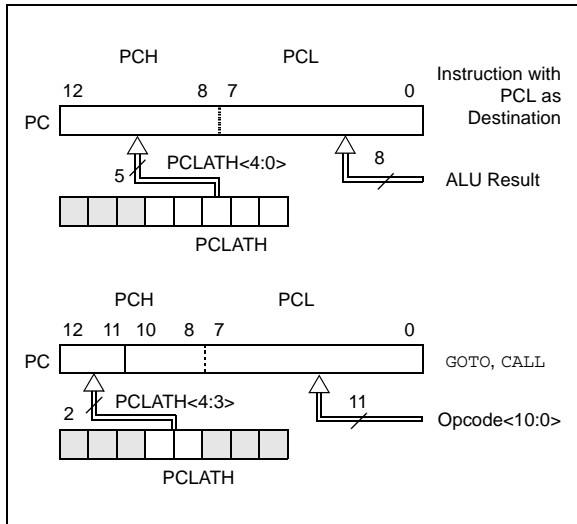 PCH PCL
12 8 7 0
Instruction with
PCL as
Destination
PC
5 PCLATH<4:0> 8
ALU Result
PCLATH
PCH PCL
12 11 10 8 7 0
PC GOTO, CALL
2 PCLATH<4:3> 11
Opcode<10:0>
PCLATH